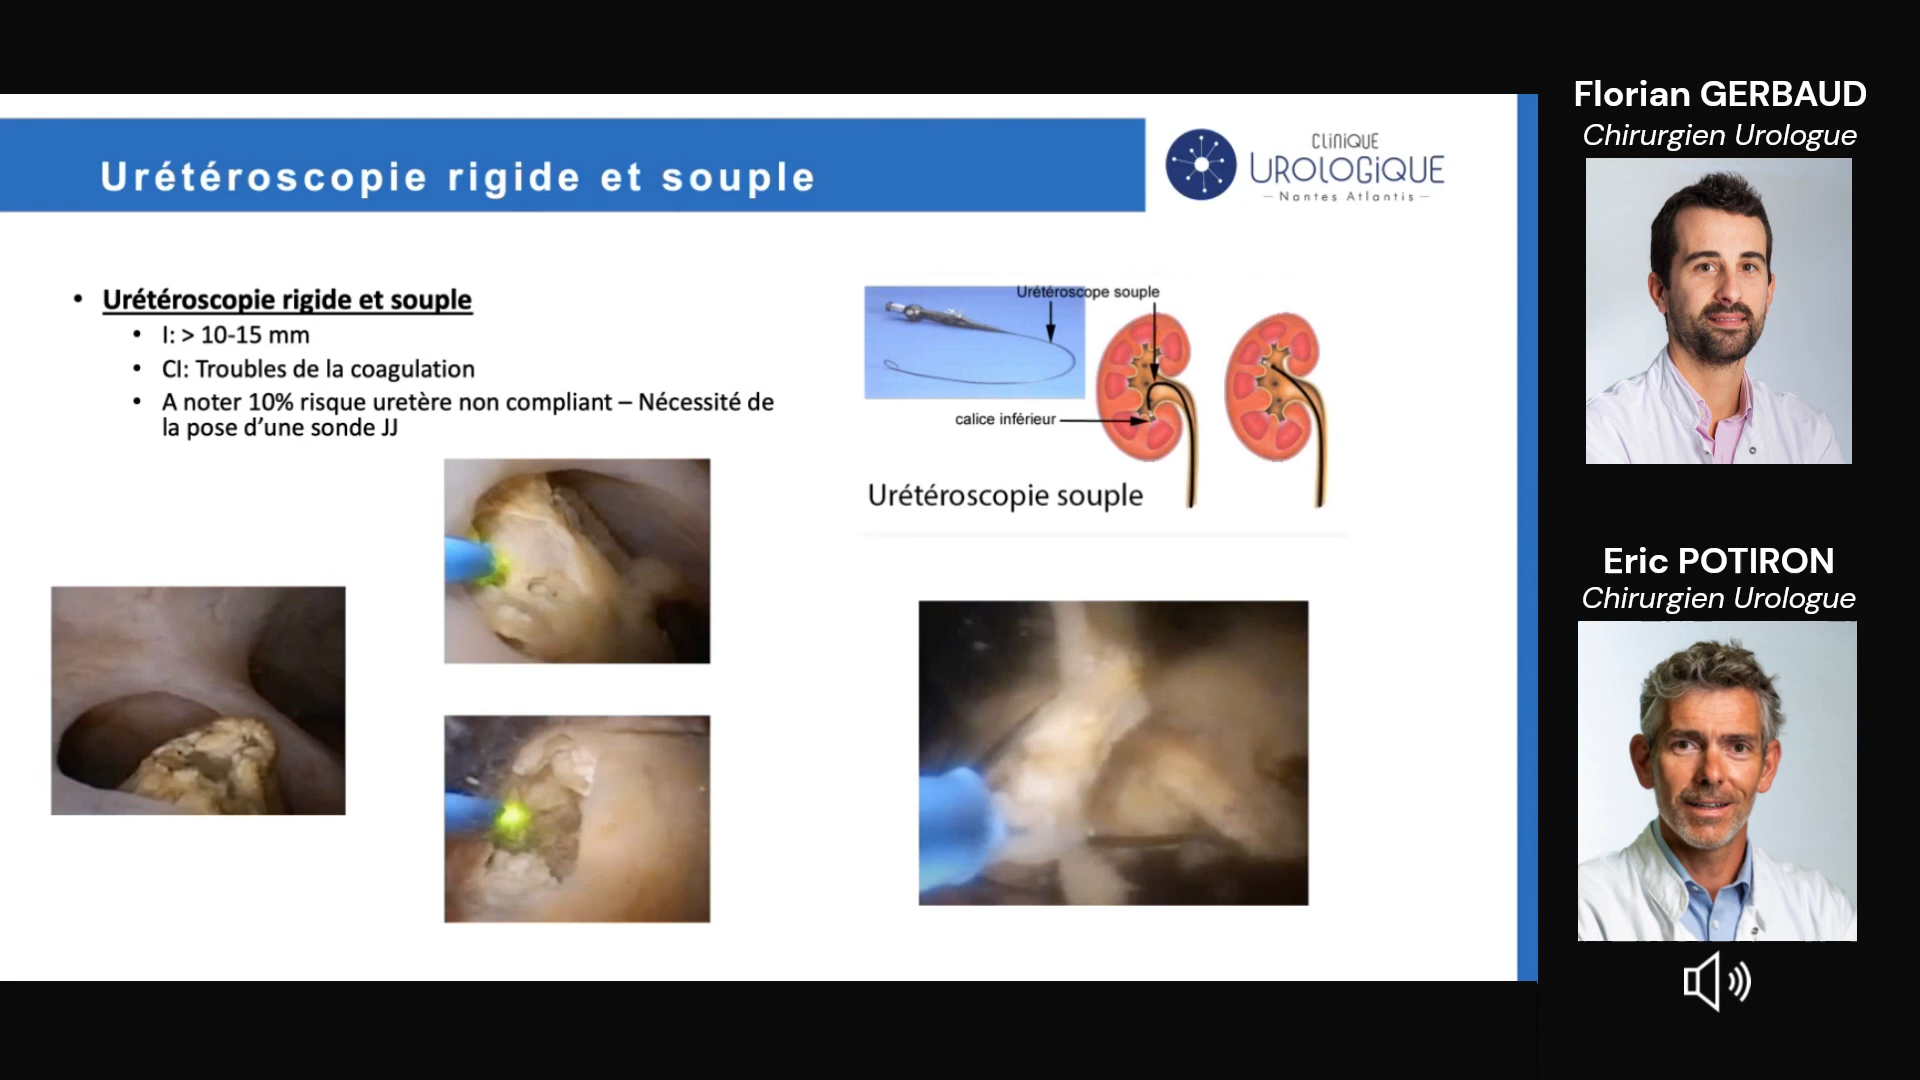 Urétéroscopie rigide et souple
CLiNiQUE
UROLOGiQUE
Nantes Atlantis
• Urétéroscopie rigide et souple
• I: > 10-15 mm
• CI: Troubles de la coagulation
• A noter 10% risque uretère non compliant – Nécessité de
la pose d’une sonde JJ
Urétéroscope souple
calice inférieur
Urétéroscopie souple
Florian GERBAUD
Chirurgien Urologue
Eric POTIRON
Chirurgien Urologue